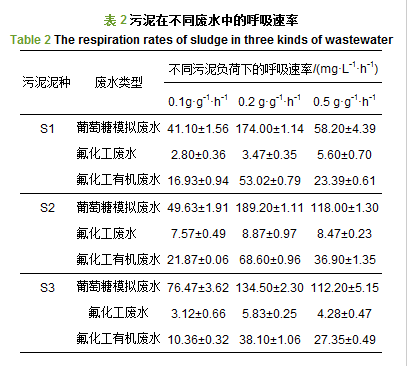 表 2 污泥在不同废水中的呼吸速率
Table 2 The respiration rates of sludge in three kinds of wastewater
污泥泥种 废水类型 不同污泥负荷下的呼吸速率/(mg·L⁻¹·h⁻¹)
0.1g·g⁻¹·h⁻¹ 0.2 g·g⁻¹·h⁻¹ 0.5 g·g⁻¹·h⁻¹
S1 葡萄糖模拟废水 41.10±1.56 174.00±1.14 58.20±4.39
氟化工废水 2.80±0.36 3.47±0.35 5.60±0.70
氟化工有机废水 16.93±0.94 53.02±0.79 23.39±0.61
S2 葡萄糖模拟废水 49.63±1.91 189.20±1.11 118.00±1.30
氟化工废水 7.57±0.49 8.87±0.97 8.47±0.23
氟化工有机废水 21.87±0.06 68.60±0.96 36.90±1.35
S3 葡萄糖模拟废水 76.47±3.62 134.50±2.30 112.20±5.15
氟化工废水 3.12±0.66 5.83±0.25 4.28±0.47
氟化工有机废水 10.36±0.32 38.10±1.06 27.35±0.49